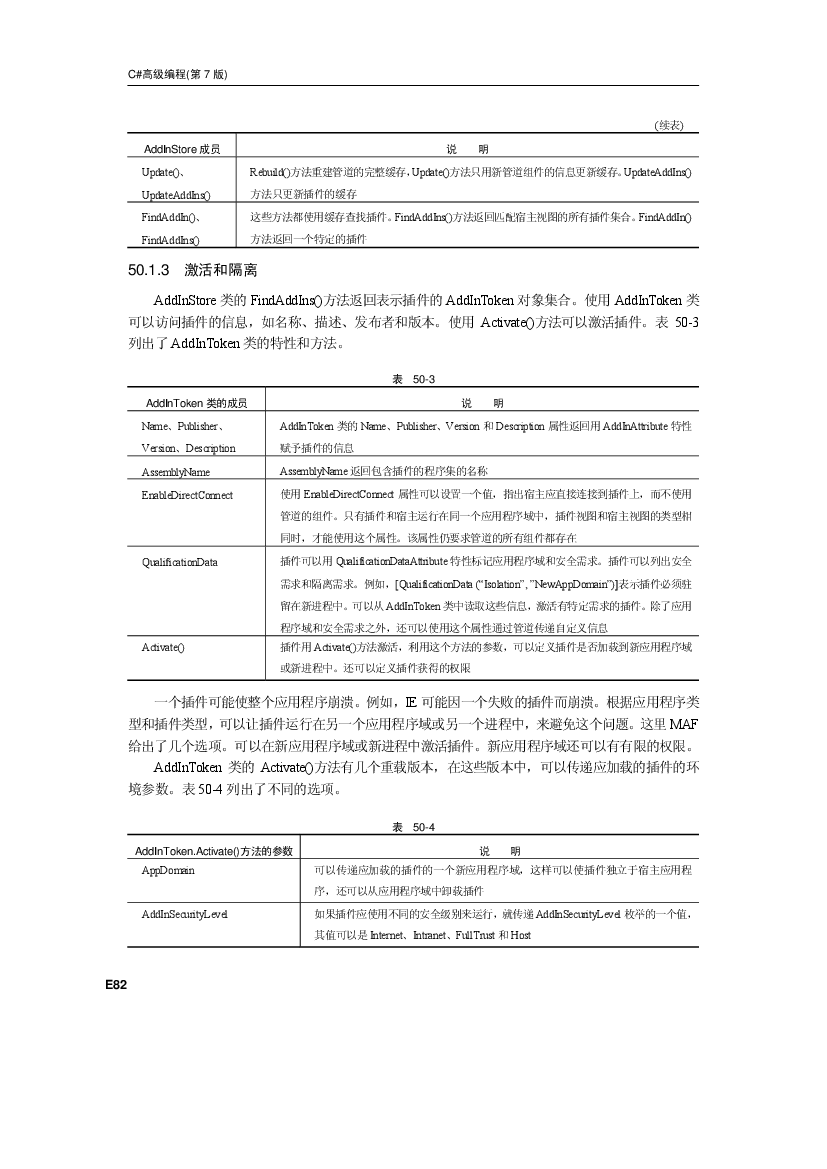 C#高级编程(第 7 版)
(续表)
AddInStore 成员 说 明
Update()、 Rebuild()方法重建管道的完整缓存，Update()方法只用新管道组件的信息更新缓存。UpdateAddIns()
UpdateAddIns() 方法只更新插件的缓存
FindAddIn()、 这些方法都使用缓存查找插件。FindAddIns()方法返回匹配宿主视图的所有插件集合。FindAddIn()
FindAddIns() 方法返回一个特定的插件
50.1.3 激活和隔离
AddInStore 类的 FindAddIns()方法返回表示插件的 AddInToken 对象集合。使用 AddInToken 类
可以访问插件的信息，如名称、描述、发布者和版本。使用 Activate()方法可以激活插件。表 50-3
列出了 AddInToken 类的特性和方法。
表 50-3
AddInToken 类的成员 说 明
Name、Publisher、 AddInToken 类的 Name、Publisher、Version 和 Description 属性返回用 AddInAttribute 特性
Version、Description 赋予插件的信息
AssemblyName AssemblyName 返回包含插件的程序集的名称
EnableDirectConnect 使用 EnableDirectConnect 属性可以设置一个值，指出宿主应直接连接到插件上，而不使用
管道的组件。只有插件和宿主运行在同一个应用程序域中，插件视图和宿主视图的类型相
同时，才能使用这个属性。该属性仍要求管道的所有组件都存在
QualificationData 插件可以用 QualificationDataAttribute 特性标记应用程序域和安全需求。插件可以列出安全
需求和隔离需求。例如，[QualificationData (“Isolation”, ”NewAppDomain”)]表示插件必须驻
留在新进程中。可以从 AddInToken 类中读取这些信息，激活有特定需求的插件。除了应用
程序域和安全需求之外，还可以使用这个属性通过管道传递自定义信息
Activate() 插件用 Activate()方法激活，利用这个方法的参数，可以定义插件是否加载到新应用程序域
或新进程中。还可以定义插件获得的权限
一个插件可能使整个应用程序崩溃。例如，IE 可能因一个失败的插件而崩溃。根据应用程序类
型和插件类型，可以让插件运行在另一个应用程序域或另一个进程中，来避免这个问题。这里 MAF
给出了几个选项。可以在新应用程序域或新进程中激活插件。新应用程序域还可以有有限的权限。
AddInToken 类的 Activate()方法有几个重载版本，在这些版本中，可以传递应加载的插件的环
境参数。表 50-4 列出了不同的选项。
表 50-4
AddInToken.Activate()方法的参数 说 明
AppDomain 可以传递应加载的插件的一个新应用程序域，这样可以使插件独立于宿主应用程
序，还可以从应用程序域中卸载插件
AddInSecurityLevel 如果插件应使用不同的安全级别来运行，就传递 AddInSecurityLevel 枚举的一个值，
其值可以是 Internet、Intranet、FullTrust 和 Host
E82